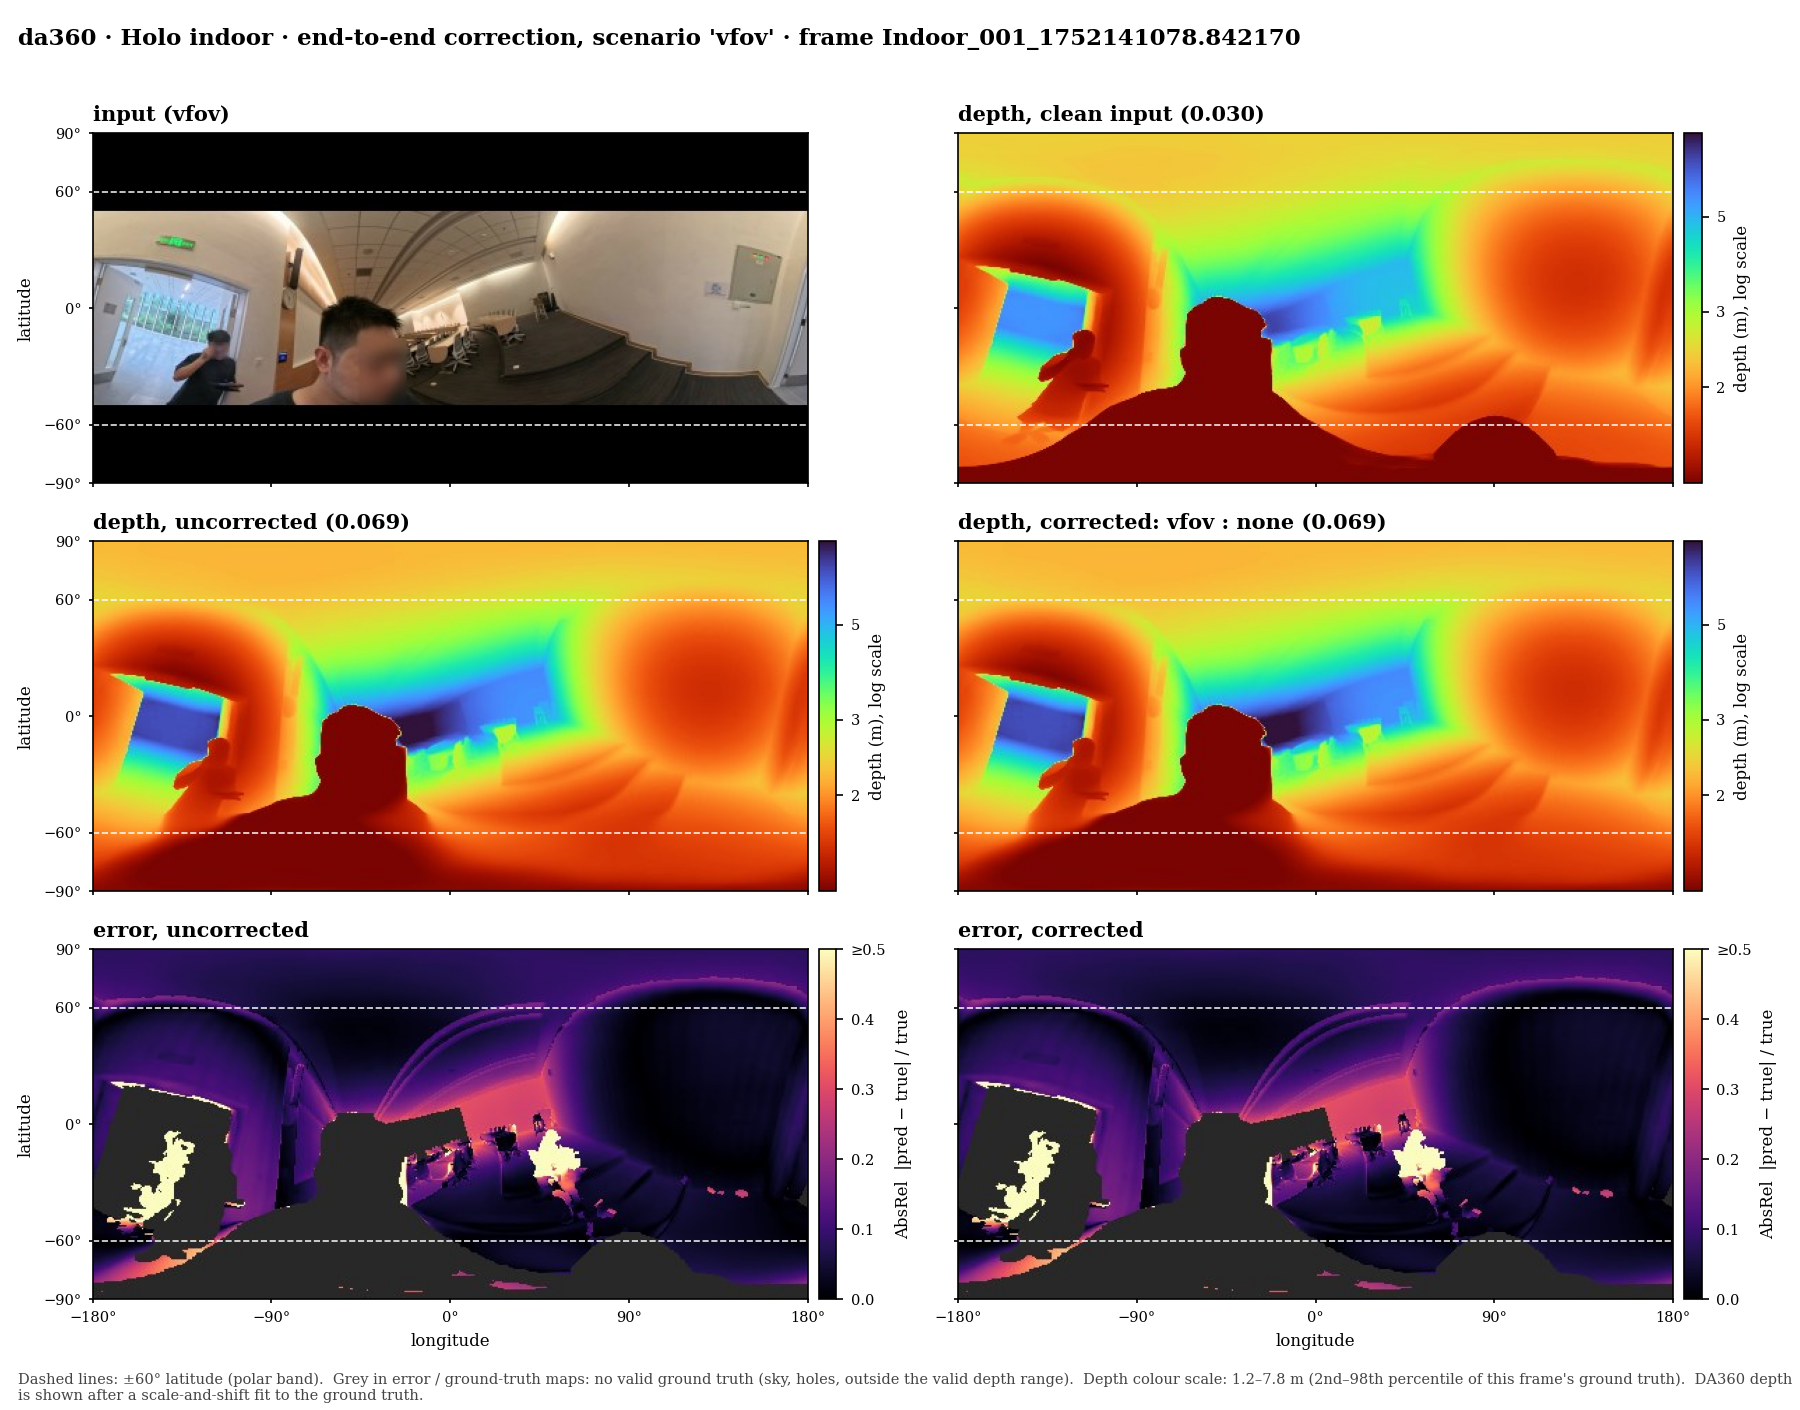 da360 · Holo indoor · end-to-end correction, scenario 'vfov' · frame Indoor_001_1752141078.842170
input (vfov)
90°
60°
0°
−60°
−90°
latitude
depth, clean input (0.030)
5
3
2
depth (m), log scale
depth, uncorrected (0.069)
90°
60°
0°
−60°
−90°
latitude
5
3
2
depth (m), log scale
depth, corrected: vfov : none (0.069)
5
3
2
depth (m), log scale
error, uncorrected
90°
60°
0°
−60°
−90°
latitude
−180°
−90°
0°
90°
180°
longitude
≥0.5
0.4
0.3
0.2
0.1
0.0
AbsRel |pred − true| / true
error, corrected
−180°
−90°
0°
90°
180°
longitude
≥0.5
0.4
0.3
0.2
0.1
0.0
AbsRel |pred − true| / true
Dashed lines: ±60° latitude (polar band). Grey in error / ground-truth maps: no valid ground truth (sky, holes, outside the valid depth range). Depth colour scale: 1.2–7.8 m (2nd–98th percentile of this frame's ground truth). DA360 depth
is shown after a scale-and-shift fit to the ground truth.